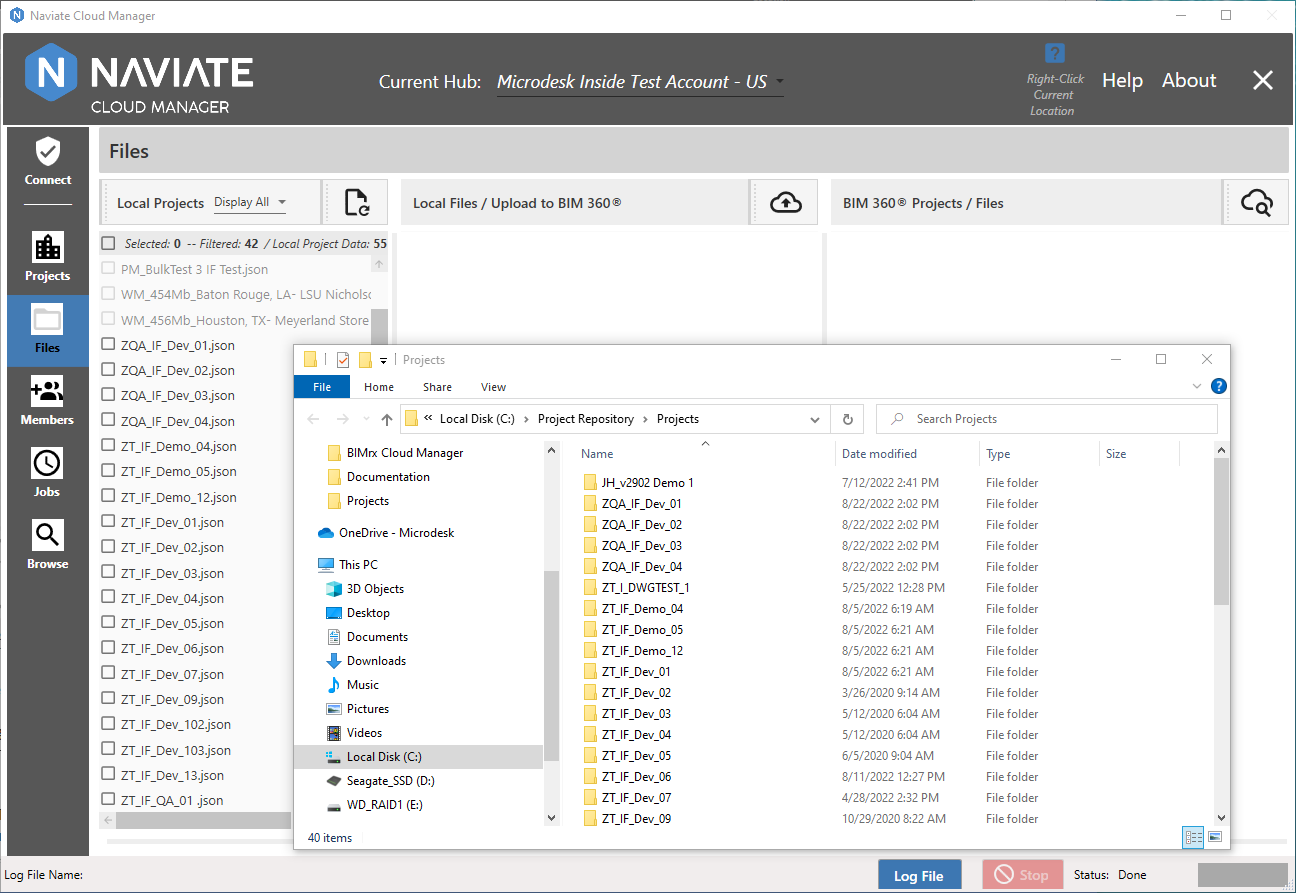 Naviate Cloud Manager
N NAVIATE
CLOUD MANAGER
Current Hub: Microdesk Inside Test Account - US
?
Right-Click
Current
Location
Help About
Connect
Projects
Files
Members
Jobs
Browse
Files
Local Projects Display All
Local Files / Upload to BIM 360®
BIM 360® Projects / Files
Selected: 0 -- Filtered: 42 / Local Project Data: 55
PM_BulkTest 3 IF Test.json
WM_454Mb_Baton Rouge, LA- LSU Nicholsc
WM_456Mb_Houston, TX- Meyerland Store
ZQA_IF_Dev_01.json
ZQA_IF_Dev_02.json
ZQA_IF_Dev_03.json
ZQA_IF_Dev_04.json
ZT_IF_Demo_04.json
ZT_IF_Demo_05.json
ZT_IF_Demo_12.json
ZT_IF_Dev_01.json
ZT_IF_Dev_02.json
ZT_IF_Dev_03.json
ZT_IF_Dev_04.json
ZT_IF_Dev_05.json
ZT_IF_Dev_06.json
ZT_IF_Dev_07.json
ZT_IF_Dev_09.json
ZT_IF_Dev_102.json
ZT_IF_Dev_103.json
ZT_IF_Dev_13.json
ZT_IF_QA_01 .json
Projects
File Home Share View
?
« Local Disk (C:) › Project Repository › Projects
Search Projects
BIMrx Cloud Manager
Documentation
Projects
OneDrive - Microdesk
This PC
3D Objects
Desktop
Documents
Downloads
Music
Pictures
Videos
Local Disk (C:)
Seagate_SSD (D:)
WD_RAID1 (E:)
Name Date modified Type Size
JH_v2902 Demo 1 7/12/2022 2:41 PM File folder
ZQA_IF_Dev_01 8/22/2022 2:02 PM File folder
ZQA_IF_Dev_02 8/22/2022 2:02 PM File folder
ZQA_IF_Dev_03 8/22/2022 2:02 PM File folder
ZQA_IF_Dev_04 8/22/2022 2:02 PM File folder
ZT_I_DWGTEST_1 5/25/2022 12:28 PM File folder
ZT_IF_Demo_04 8/5/2022 6:19 AM File folder
ZT_IF_Demo_05 8/5/2022 6:21 AM File folder
ZT_IF_Demo_12 8/5/2022 6:21 AM File folder
ZT_IF_Dev_01 8/5/2022 6:21 AM File folder
ZT_IF_Dev_02 3/26/2020 9:14 AM File folder
ZT_IF_Dev_03 5/12/2020 6:04 AM File folder
ZT_IF_Dev_04 5/12/2020 6:04 AM File folder
ZT_IF_Dev_05 6/5/2020 9:04 AM File folder
ZT_IF_Dev_06 8/11/2022 12:27 PM File folder
ZT_IF_Dev_07 4/28/2022 2:32 PM File folder
ZT_IF_Dev_09 10/29/2020 8:22 AM File folder
40 items
Log File Name:
Log File
Stop
Status: Done